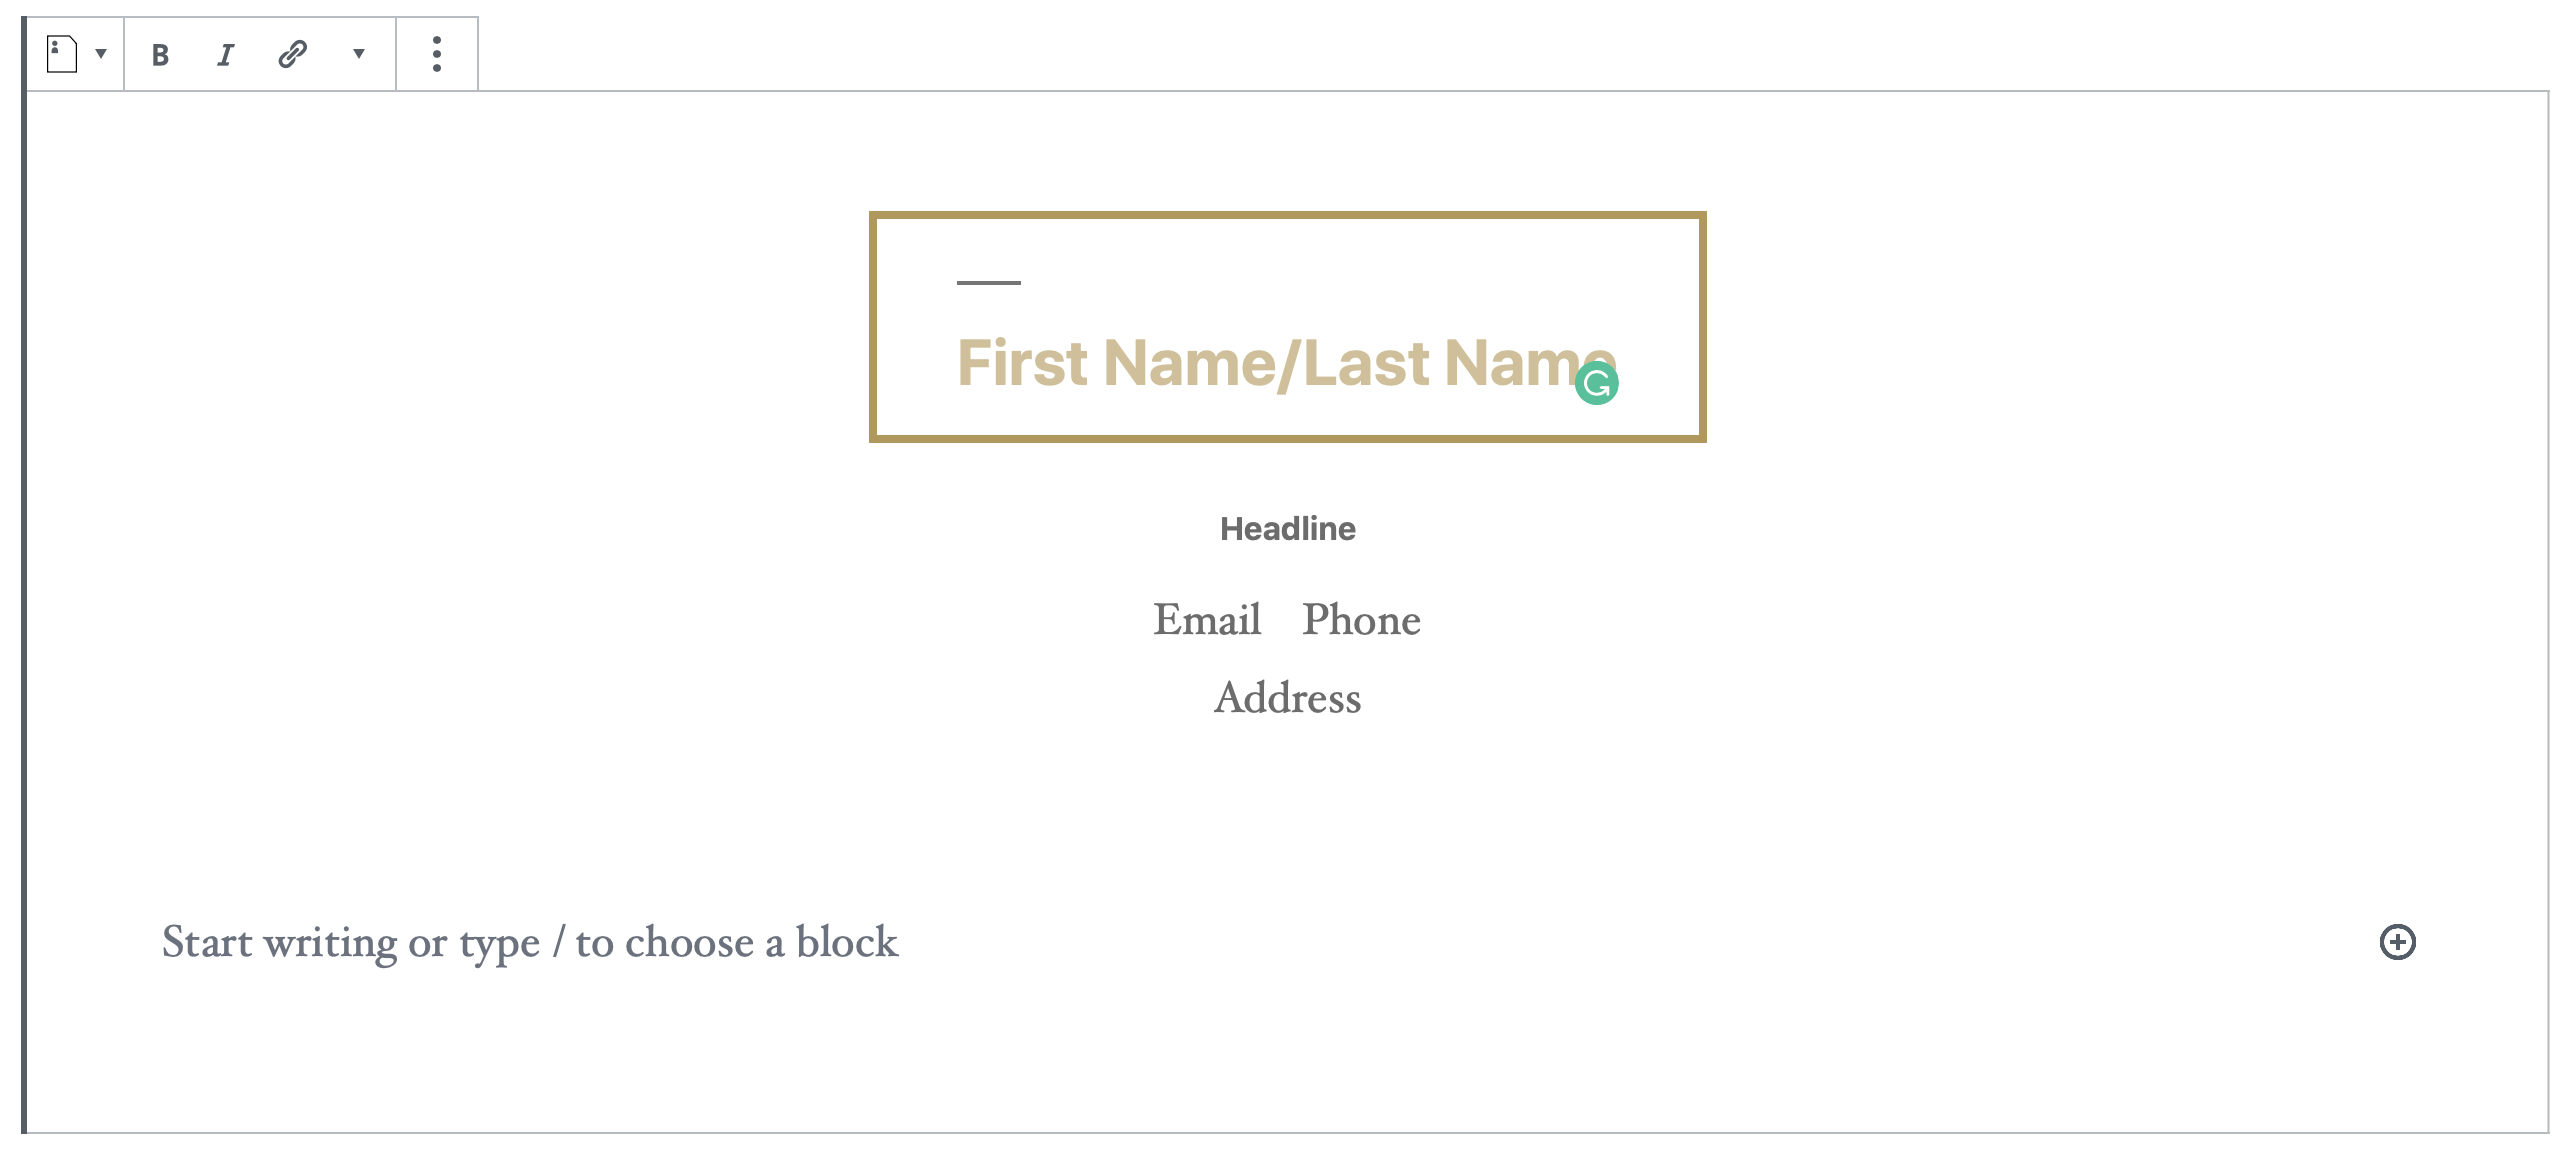 B I
First Name/Last Name
Headline
Email Phone
Address
Start writing or type / to choose a block